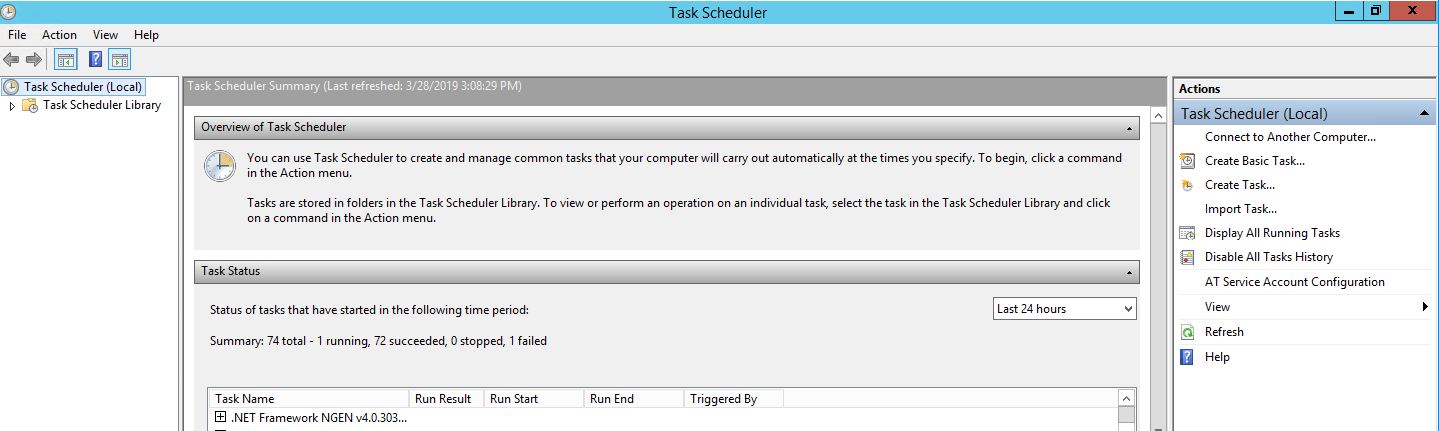 Task Scheduler
File Action View Help
Task Scheduler (Local)
Task Scheduler Library
Task Scheduler Summary (Last refreshed: 3/28/2019 3:08:29 PM)
Overview of Task Scheduler
You can use Task Scheduler to create and manage common tasks that your computer will carry out automatically at the times you specify. To begin, click a command
in the Action menu.
Tasks are stored in folders in the Task Scheduler Library. To view or perform an operation on an individual task, select the task in the Task Scheduler Library and click
on a command in the Action menu.
Task Status
Status of tasks that have started in the following time period:
Last 24 hours
Summary: 74 total - 1 running, 72 succeeded, 0 stopped, 1 failed
Task Name Run Result Run Start Run End Triggered By
.NET Framework NGEN v4.0.303...
Actions
Task Scheduler (Local)
Connect to Another Computer...
Create Basic Task...
Create Task...
Import Task...
Display All Running Tasks
Disable All Tasks History
AT Service Account Configuration
View
Refresh
Help